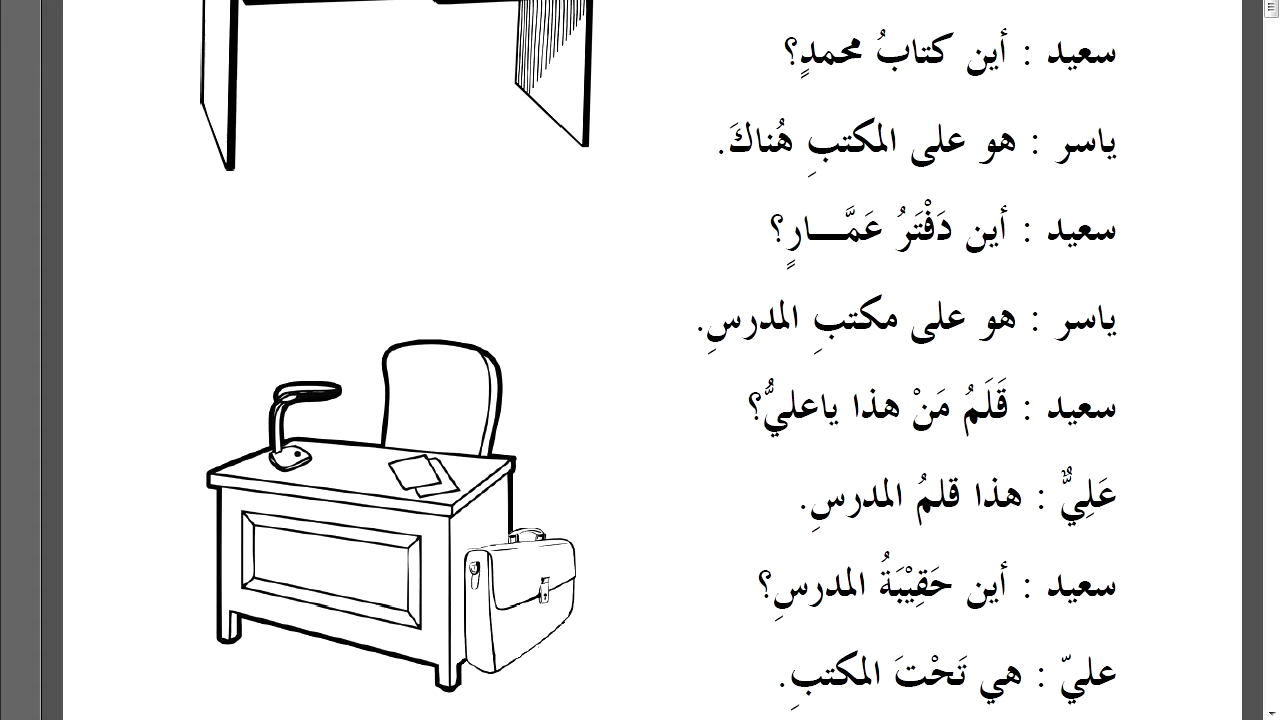 سعيد : أين كتابُ محمدٍ؟
ياسر : هو على المكتبِ هُناكَ.
سعيد : أين دَفْتَرُ عَمَّـــارٍ؟
ياسر : هو على مكتبِ المدرسِ.
سعيد : قَلَمُ مَنْ هذا ياعليُّ؟
عَلِيٌّ : هذا قلمُ المدرسِ.
سعيد : أين حَقِيْبَةُ المدرسِ؟
عليّ : هي تَحْتَ المكتبِ.